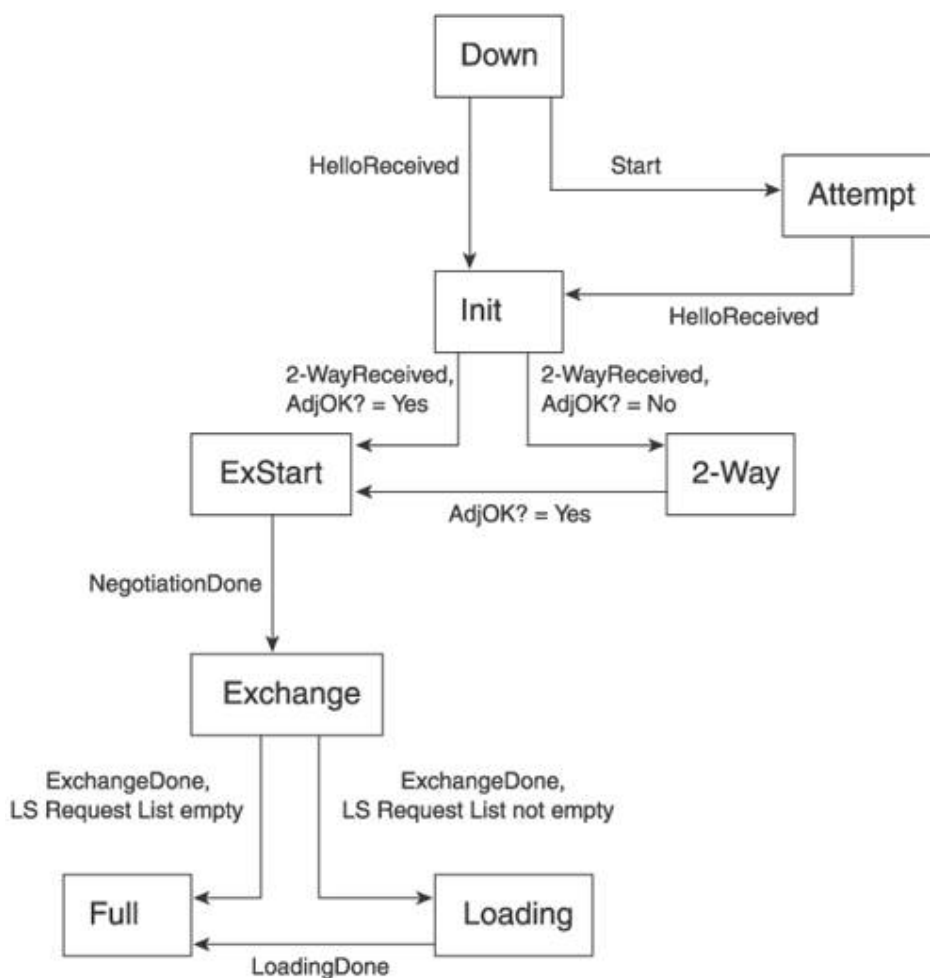 Down
HelloReceived
Start
Attempt
Init
HelloReceived
2-WayReceived,
AdjOK? = Yes
2-WayReceived,
AdjOK? = No
ExStart
2-Way
AdjOK? = Yes
NegotiationDone
Exchange
ExchangeDone,
LS Request List empty
ExchangeDone,
LS Request List not empty
Full
Loading
LoadingDone